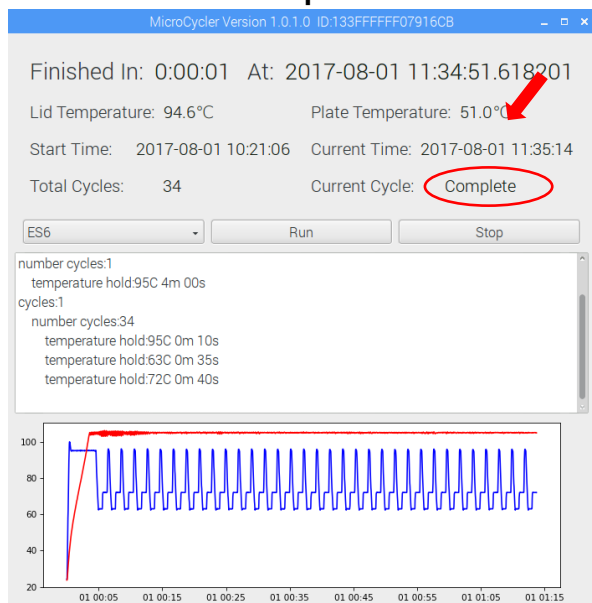 MicroCycler Version 1.0.1.0 ID:133FFFFFF07916CB
Finished In: 0:00:01 At: 2017-08-01 11:34:51.618201
Lid Temperature: 94.6°C Plate Temperature: 51.0°C
Start Time: 2017-08-01 10:21:06 Current Time: 2017-08-01 11:35:14
Total Cycles: 34 Current Cycle: Complete
ES6 Run Stop
number cycles:1
temperature hold:95C 4m 00s
cycles:1
number cycles:34
temperature hold:95C 0m 10s
temperature hold:63C 0m 35s
temperature hold:72C 0m 40s
100
80
60
40
20
01 00:05 01 00:15 01 00:25 01 00:35 01 00:45 01 00:55 01 01:05 01 01:15